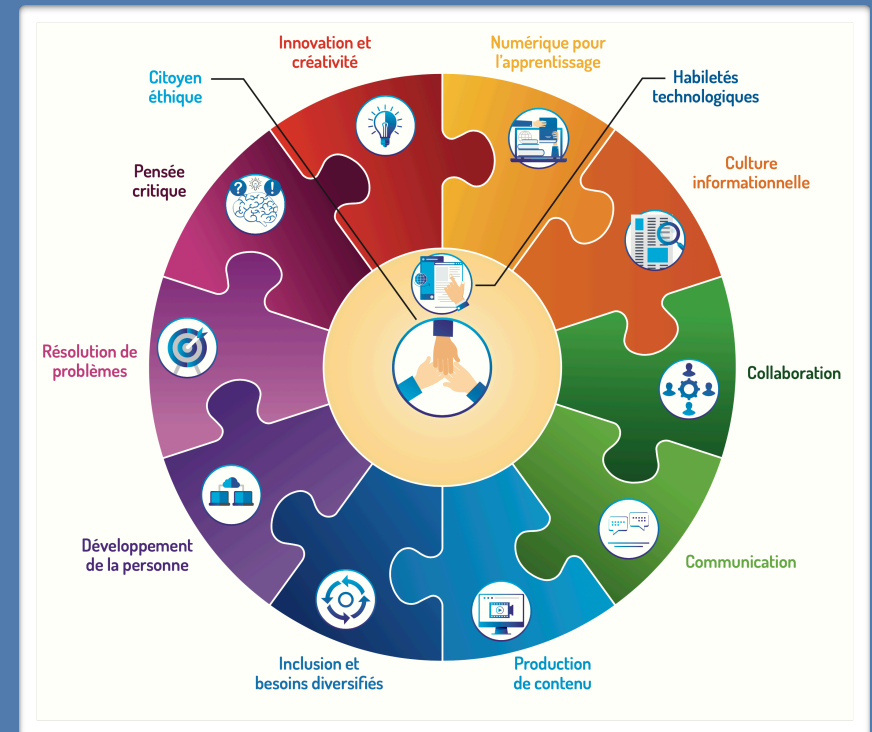 Innovation et
créativité
Numérique pour
l'apprentissage
Citoyen
éthique
Habiletés
technologiques
Pensée
critique
Culture
informationnelle
?
!
Résolution de
problèmes
Collaboration
Développement
de la personne
Communication
Inclusion et
besoins diversifiés
Production
de contenu